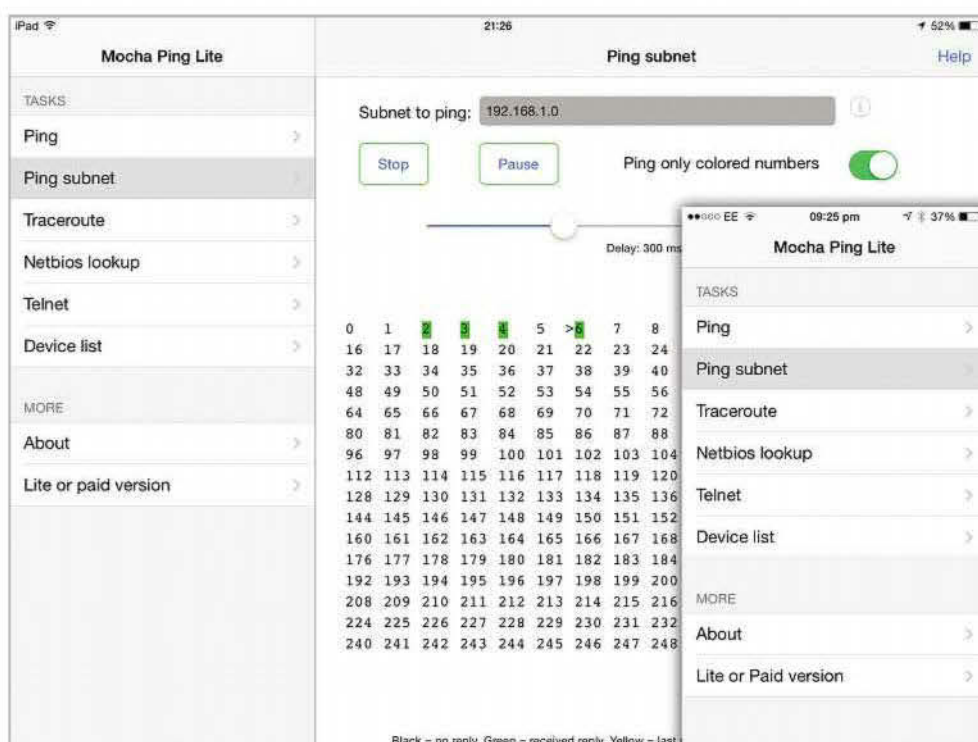 iPad 21:26 52%
Mocha Ping Lite
TASKS
Ping
Ping subnet
Traceroute
Netbios lookup
Telnet
Device list
MORE
About
Lite or paid version
Ping subnet Help
Subnet to ping: 192.168.1.0
Stop Pause Ping only colored numbers
Delay: 300 ms
0 1 2 3 4 5 >6 7 8
16 17 18 19 20 21 22 23 24
32 33 34 35 36 37 38 39 40
48 49 50 51 52 53 54 55 56
64 65 66 67 68 69 70 71 72
80 81 82 83 84 85 86 87 88
96 97 98 99 100 101 102 103 104
112 113 114 115 116 117 118 119 120
128 129 130 131 132 133 134 135 136
144 145 146 147 148 149 150 151 152
160 161 162 163 164 165 166 167 168
176 177 178 179 180 181 182 183 184
192 193 194 195 196 197 198 199 200
208 209 210 211 212 213 214 215 216
224 225 226 227 228 229 230 231 232
240 241 242 243 244 245 246 247 248
Black = no reply, Green = received reply, Yellow = last
EE 09:25 pm 37%
Mocha Ping Lite
TASKS
Ping
Ping subnet
Traceroute
Netbios lookup
Telnet
Device list
MORE
About
Lite or Paid version